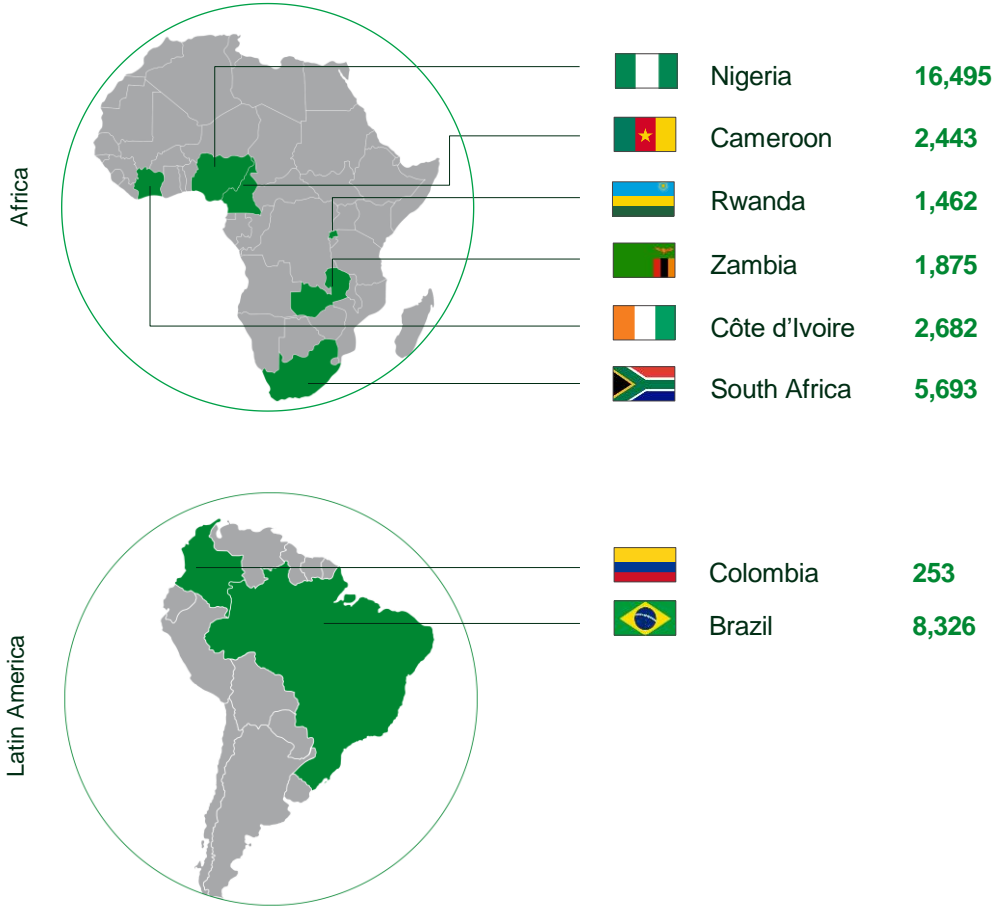 Africa
Nigeria 16,495
Cameroon 2,443
Rwanda 1,462
Zambia 1,875
Côte d’Ivoire 2,682
South Africa 5,693
Latin America
Colombia 253
Brazil 8,326